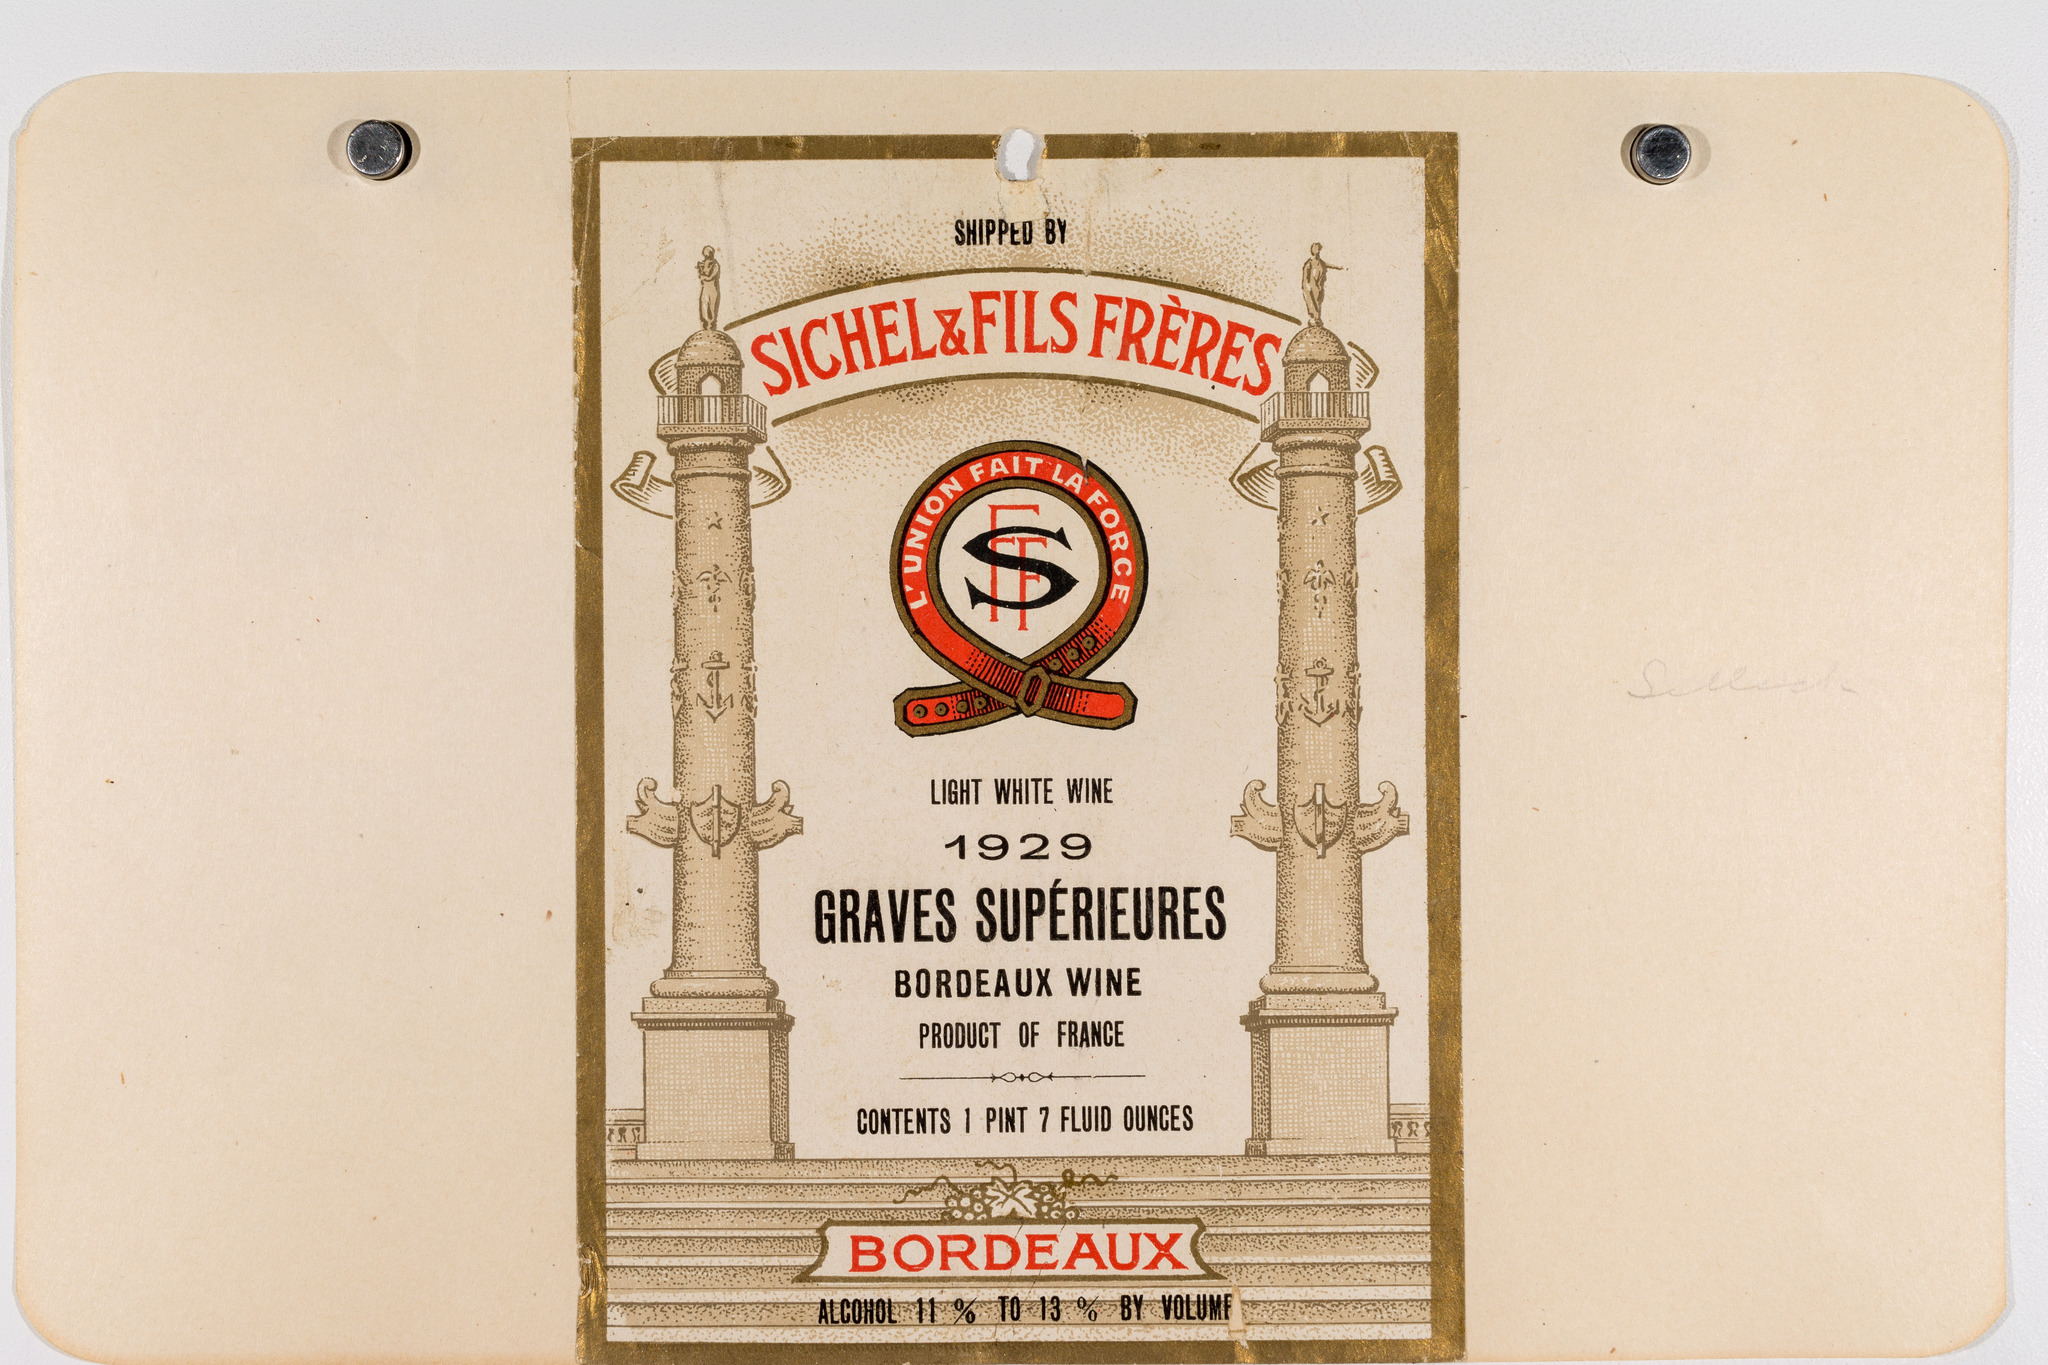 SHIPPED BY
SICHEL & FILS FRÈRES
L'UNION FAIT LA FORCE
SFF
LIGHT WHITE WINE
1929
GRAVES SUPÉRIEURES
BORDEAUX WINE
PRODUCT OF FRANCE
CONTENTS 1 PINT 7 FLUID OUNCES
BORDEAUX
ALCOHOL 11 % TO 13 % BY VOLUME